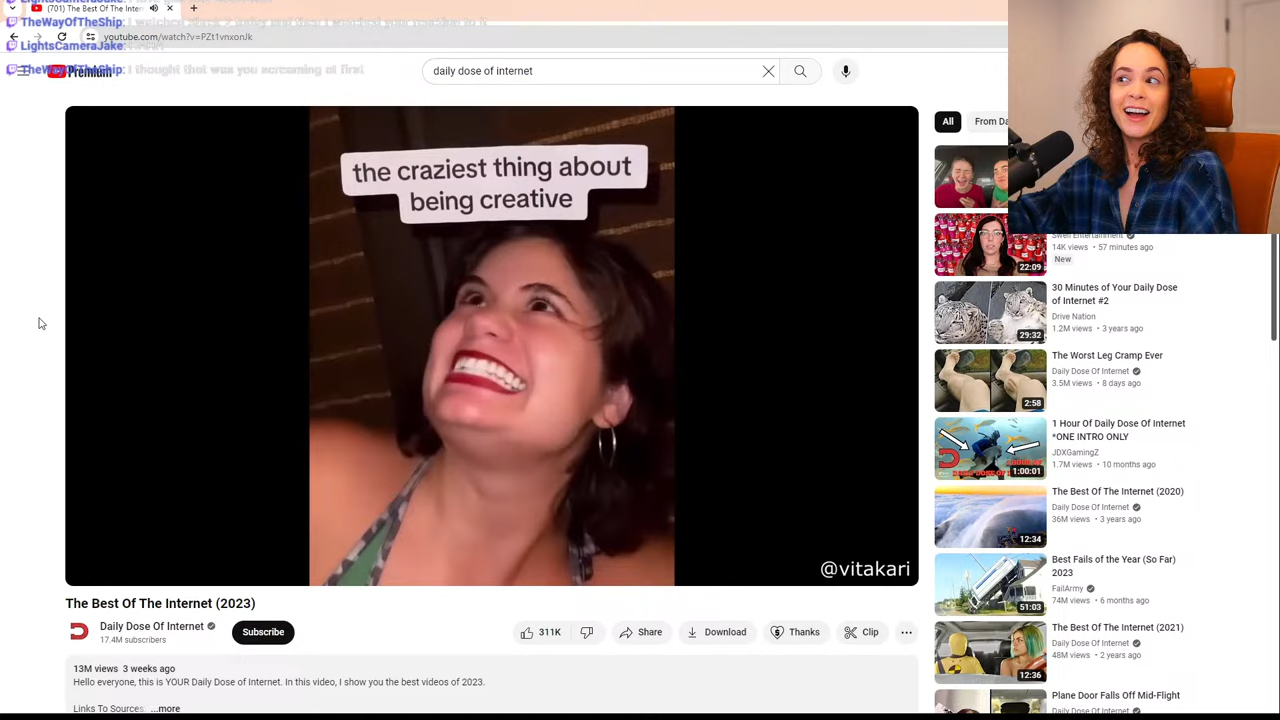 (701) The Best Of The Inter
TheWayOfTheShip:
youtube.com/watch?v=PZt1vnxonJk
LightsCameraJake:
TheWayOfTheShip: I thought that was you screaming at first
Premium
daily dose of internet
All
From Da
the craziest thing about
being creative
@vitakari
The Best Of The Internet (2023)
Daily Dose Of Internet
17.4M subscribers
Subscribe
311K
Share
Download
Thanks
Clip
13M views 3 weeks ago
Hello everyone, this is YOUR Daily Dose of Internet. In this video, I show you the best videos of 2023.
Links To Sources
...more
Swell Entertainment
14K views • 57 minutes ago
New
22:09
30 Minutes of Your Daily Dose
of Internet #2
Drive Nation
1.2M views • 3 years ago
29:32
The Worst Leg Cramp Ever
Daily Dose Of Internet
3.5M views • 8 days ago
2:58
1 Hour Of Daily Dose Of Internet
*ONE INTRO ONLY
JDXGamingZ
1.7M views • 10 months ago
1:00:01
The Best Of The Internet (2020)
Daily Dose Of Internet
36M views • 3 years ago
12:34
Best Fails of the Year (So Far)
2023
FailArmy
74M views • 6 months ago
51:03
The Best Of The Internet (2021)
Daily Dose Of Internet
48M views • 2 years ago
12:36
Plane Door Falls Off Mid-Flight
Daily Dose Of Internet